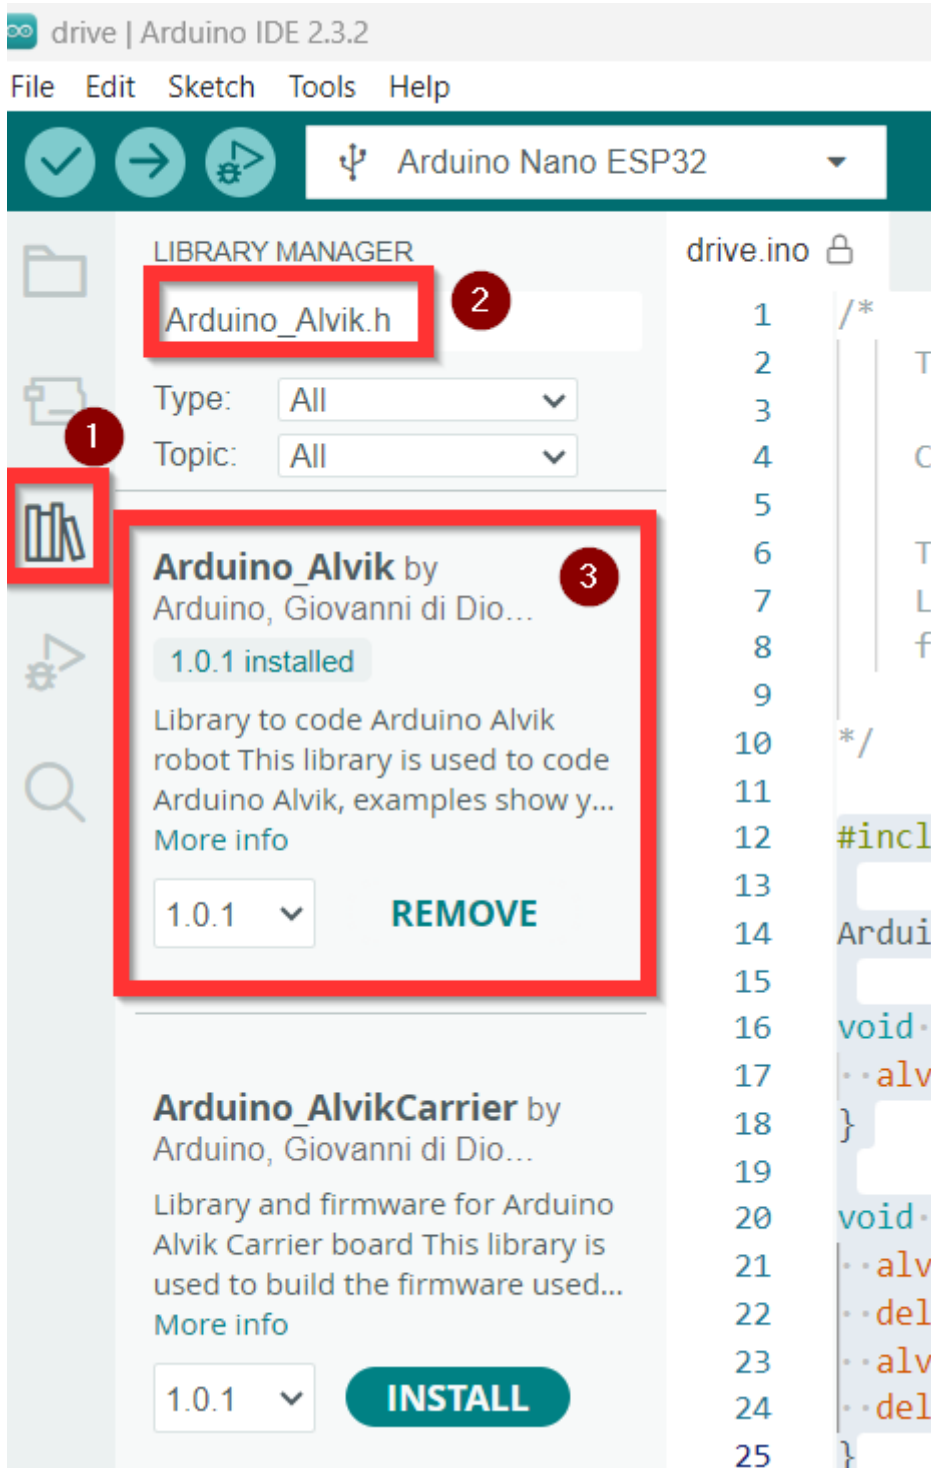 drive | Arduino IDE 2.3.2
File Edit Sketch Tools Help
Arduino Nano ESP32
LIBRARY MANAGER
Arduino_Alvik.h
2
Type: All
1
Topic: All
Arduino_Alvik by
3
Arduino, Giovanni di Dio...
1.0.1 installed
Library to code Arduino Alvik
robot This library is used to code
Arduino Alvik, examples show y...
More info
1.0.1 REMOVE
Arduino_AlvikCarrier by
Arduino, Giovanni di Dio...
Library and firmware for Arduino
Alvik Carrier board This library is
used to build the firmware used...
More info
1.0.1 INSTALL
drive.ino
1 /*
2 T
3
4 C
5
6 T
7 L
8 f
9
10 */
11
12 #incl
13
14 Ardui
15
16 void
17 alv
18 }
19
20 void
21 alv
22 del
23 alv
24 del
25 }